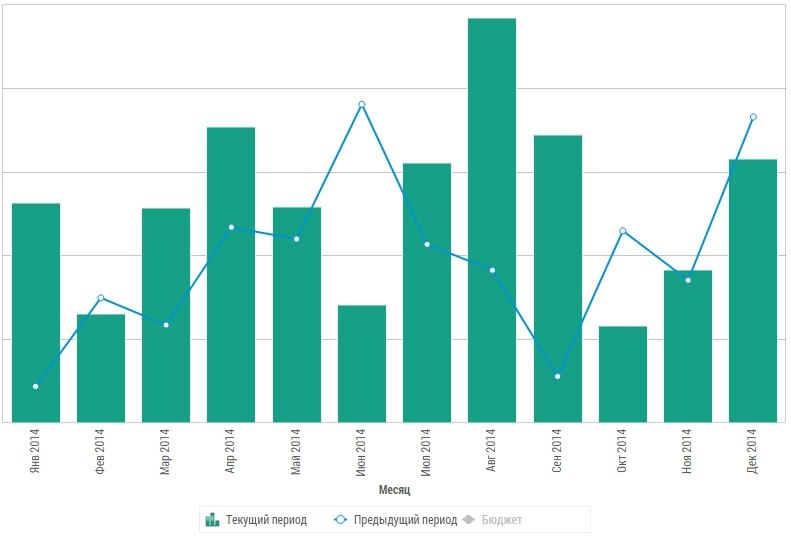 Янв 2014
Фев 2014
Мар 2014
Апр 2014
Май 2014
Июн 2014
Июл 2014
Авг 2014
Сен 2014
Окт 2014
Ноя 2014
Дек 2014
Месяц
Текущий период Предыдущий период Бюджет